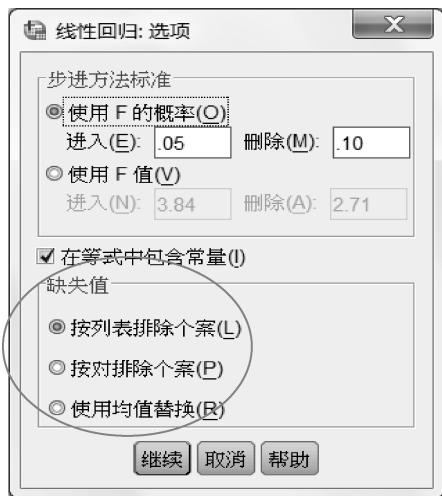 线性回归: 选项
X
步进方法标准
使用 F 的概率(O)
进入(E): .05 删除(M): .10
使用 F 值(V)
进入(N): 3.84 删除(A): 2.71
在等式中包含常量(I)
缺失值
按列表排除个案(L)
按对排除个案(P)
使用均值替换(R)
继续 取消 帮助